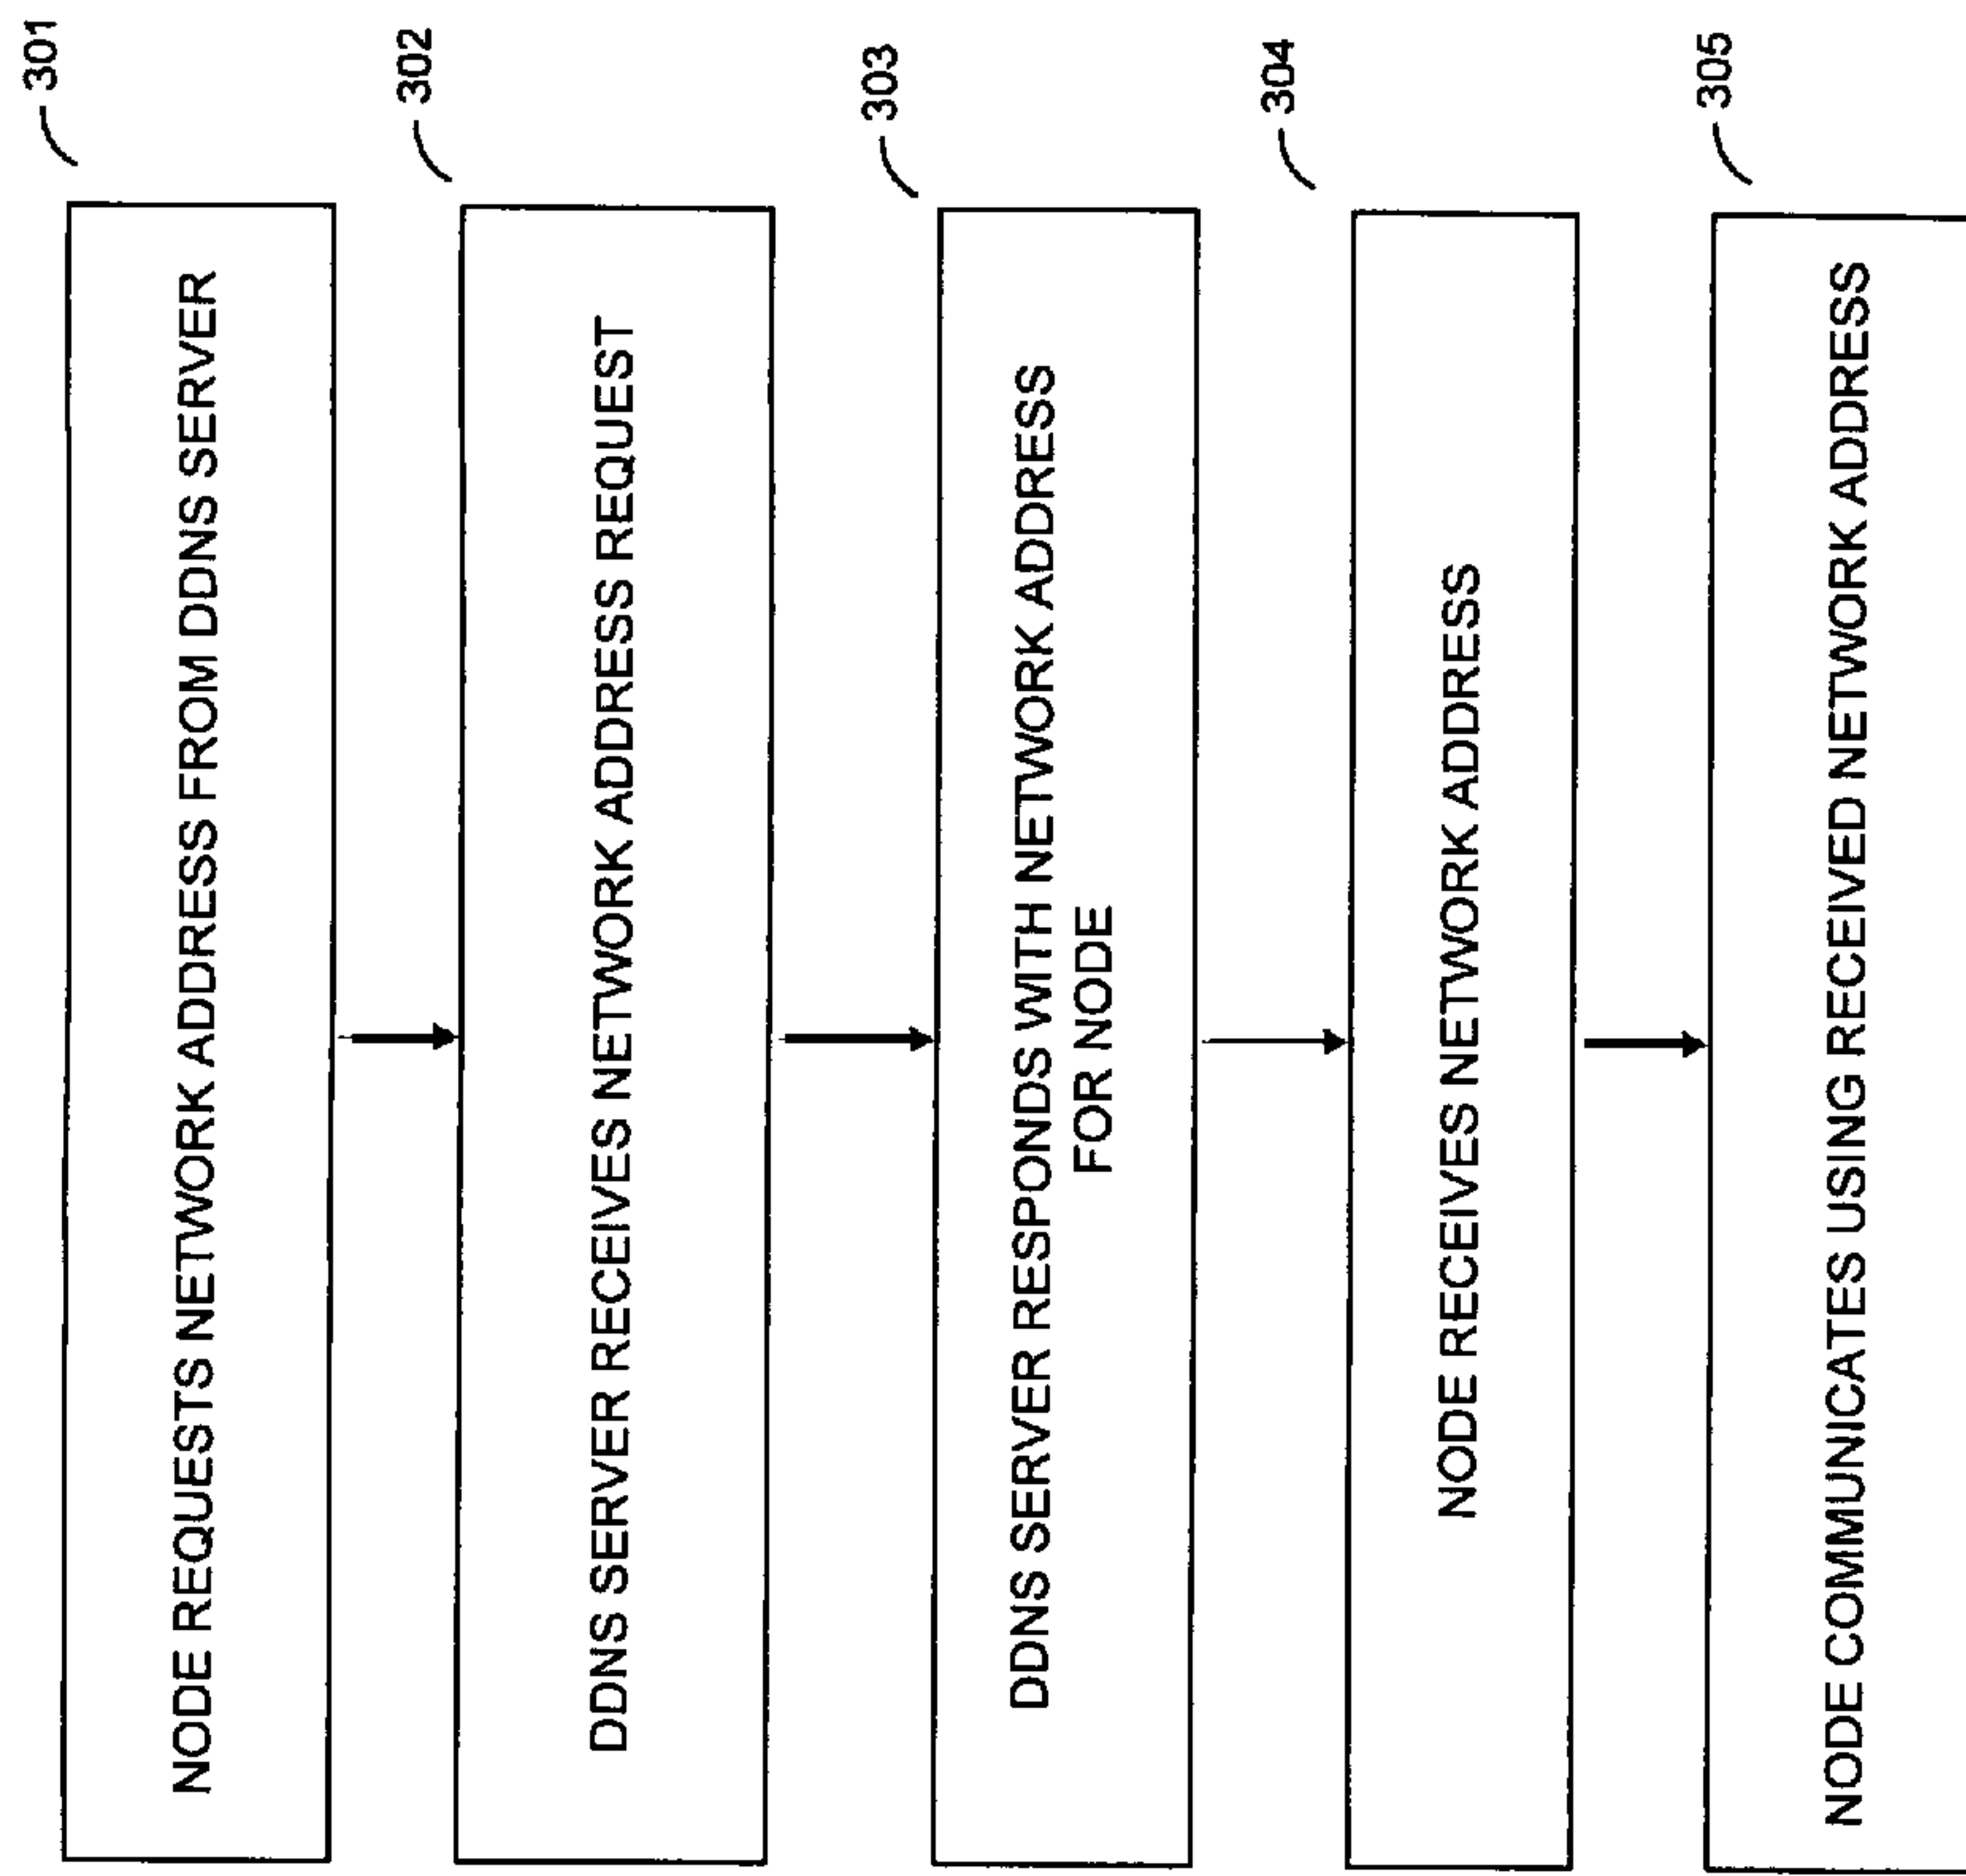 301
NODE REQUESTS NETWORK ADDRESS FROM DDNS SERVER
302
DDNS SERVER RECEIVES NETWORK ADDRESS REQUEST
303
DDNS SERVER RESPONDS WITH NETWORK ADDRESS
FOR NODE
304
NODE RECEIVES NETWORK ADDRESS
305
NODE COMMUNICATES USING RECEIVED NETWORK ADDRESS